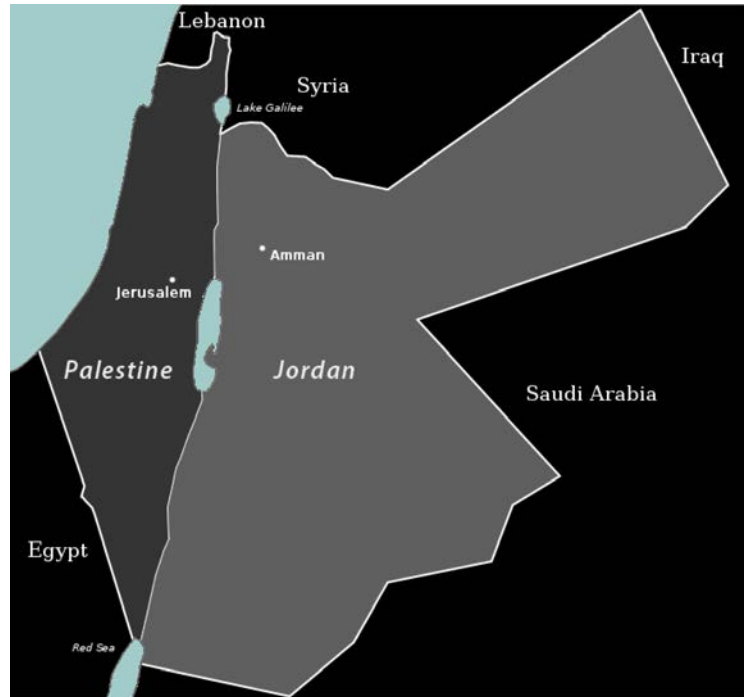 Lebanon
Iraq
Syria
Lake Galilee
Amman
Jerusalem
Palestine
Jordan
Saudi Arabia
Egypt
Red Sea